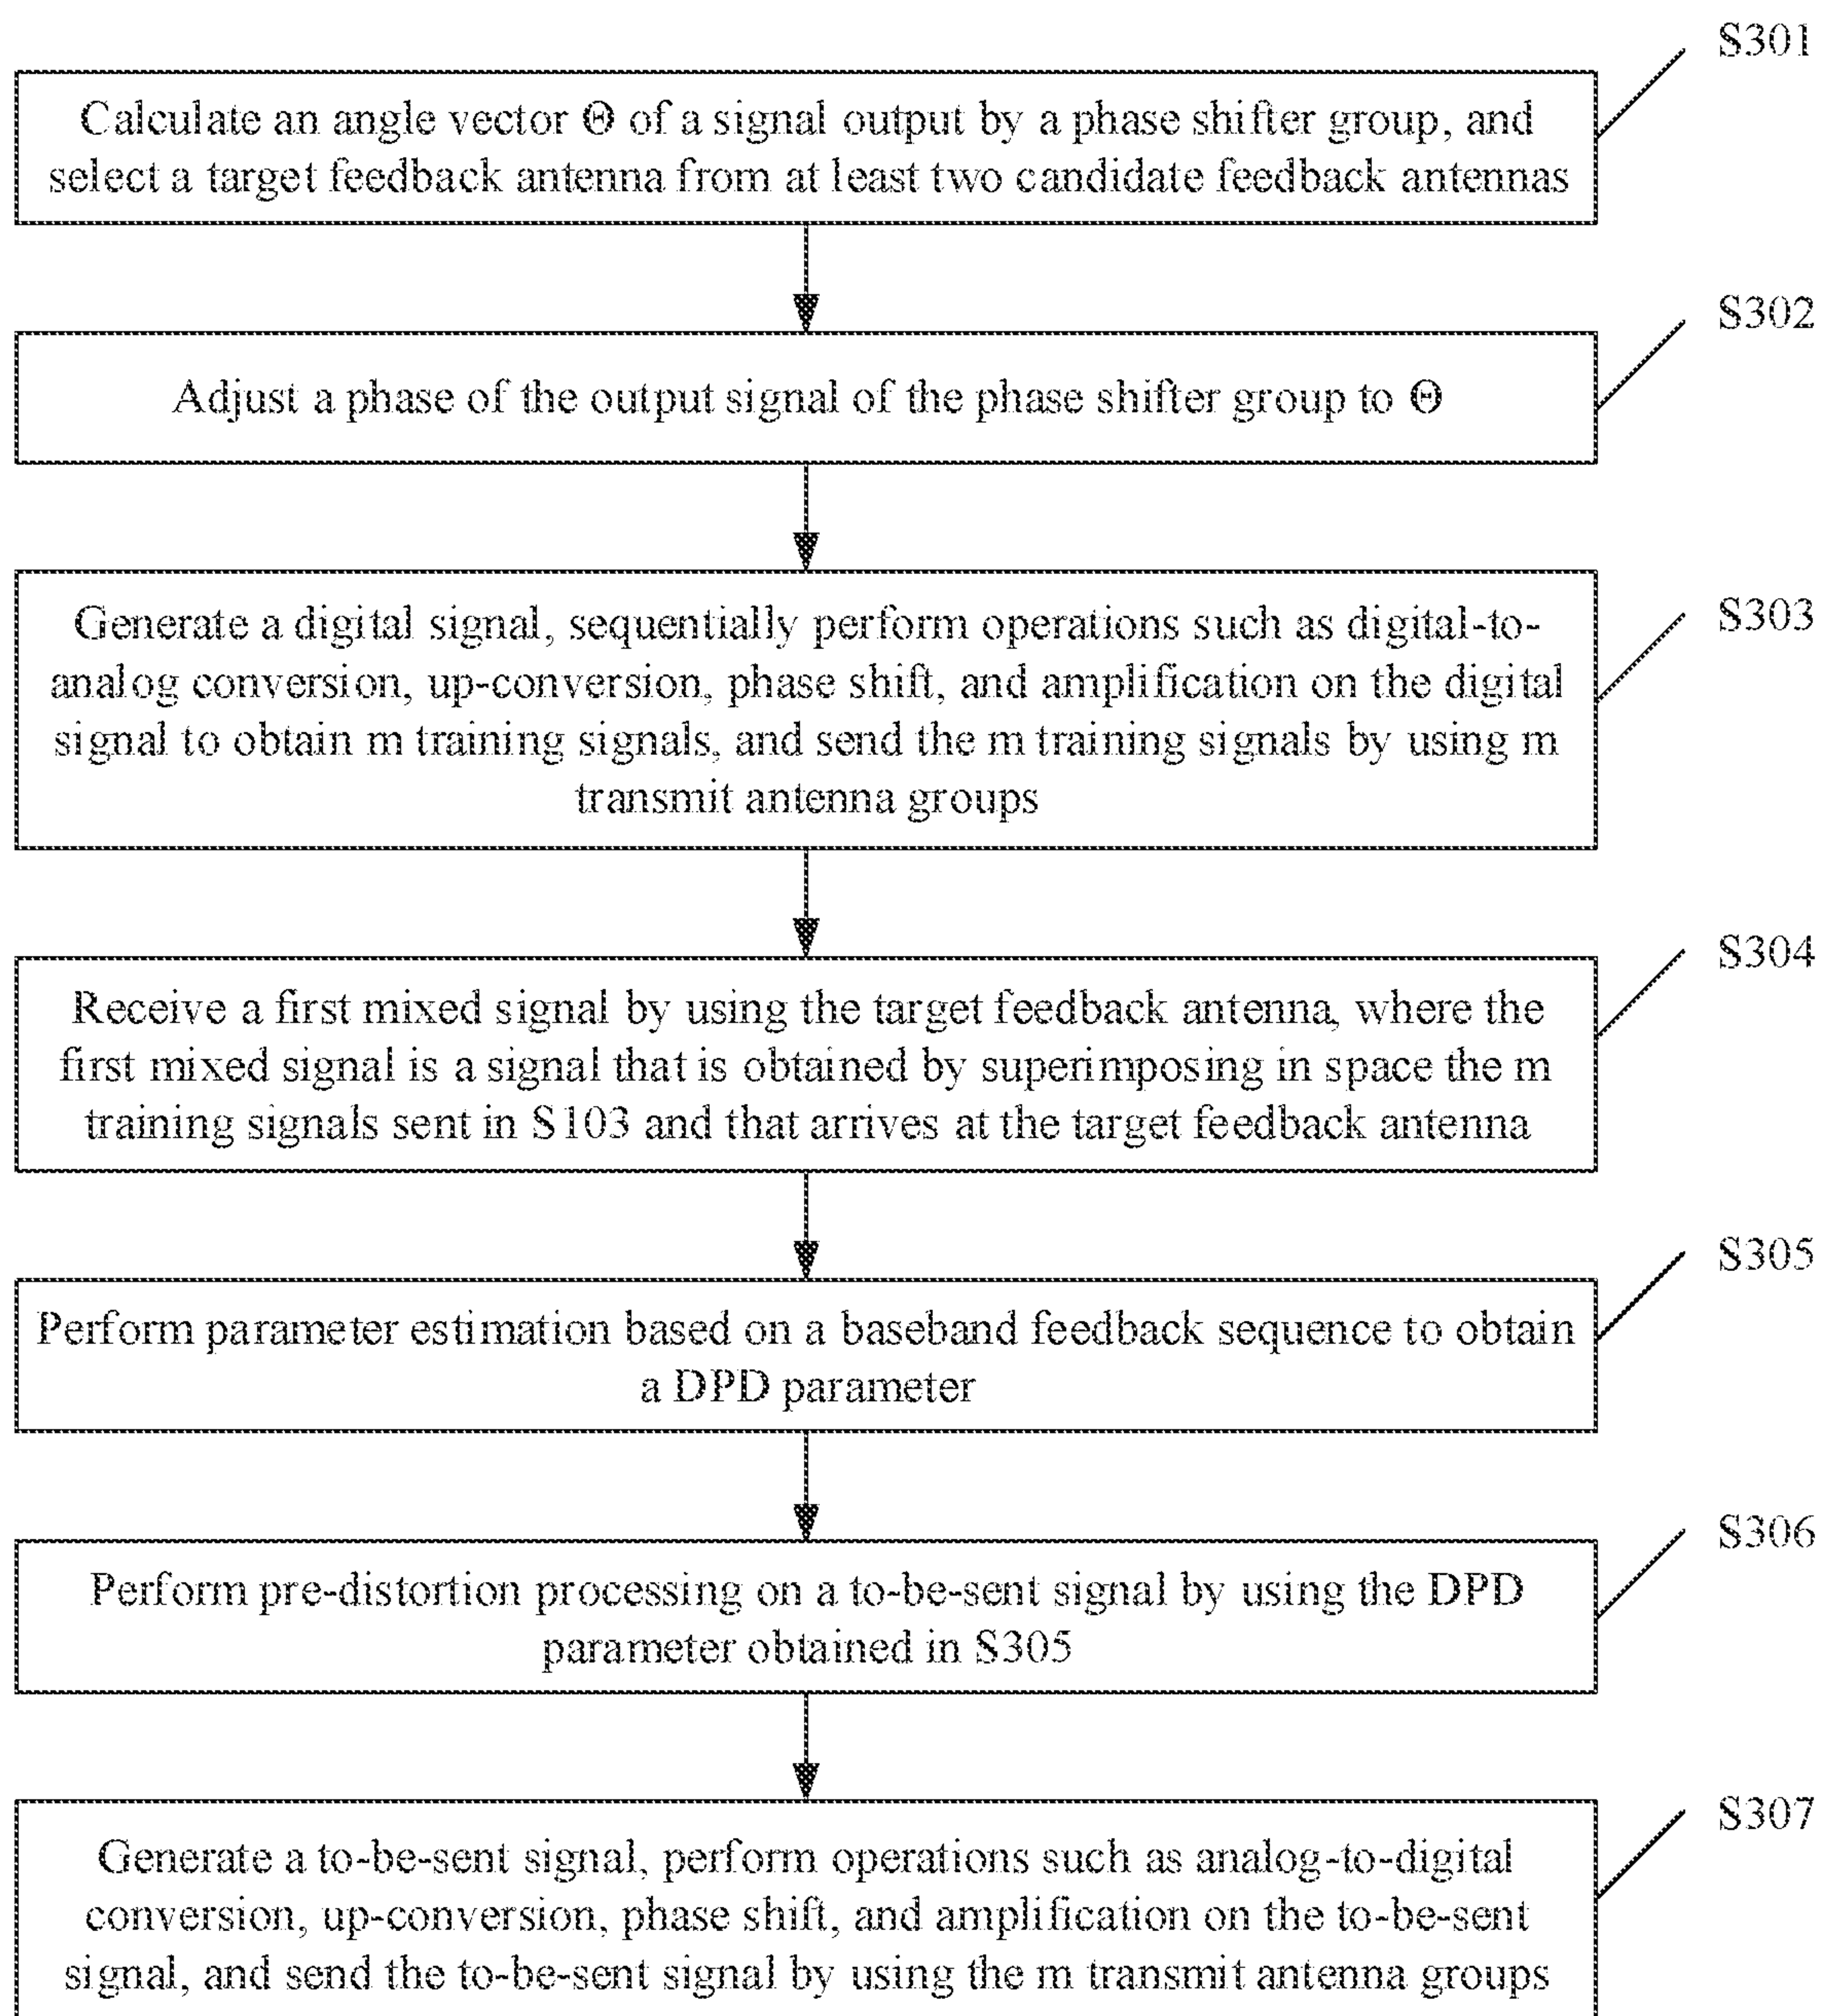 S301
Calculate an angle vector Θ of a signal output by a phase shifter group, and
select a target feedback antenna from at least two candidate feedback antennas
S302
Adjust a phase of the output signal of the phase shifter group to Θ
S303
Generate a digital signal, sequentially perform operations such as digital-to-
analog conversion, up-conversion, phase shift, and amplification on the digital
signal to obtain m training signals, and send the m training signals by using m
transmit antenna groups
S304
Receive a first mixed signal by using the target feedback antenna, where the
first mixed signal is a signal that is obtained by superimposing in space the m
training signals sent in S103 and that arrives at the target feedback antenna
S305
Perform parameter estimation based on a baseband feedback sequence to obtain
a DPD parameter
S306
Perform pre-distortion processing on a to-be-sent signal by using the DPD
parameter obtained in S305
S307
Generate a to-be-sent signal, perform operations such as analog-to-digital
conversion, up-conversion, phase shift, and amplification on the to-be-sent
signal, and send the to-be-sent signal by using the m transmit antenna groups